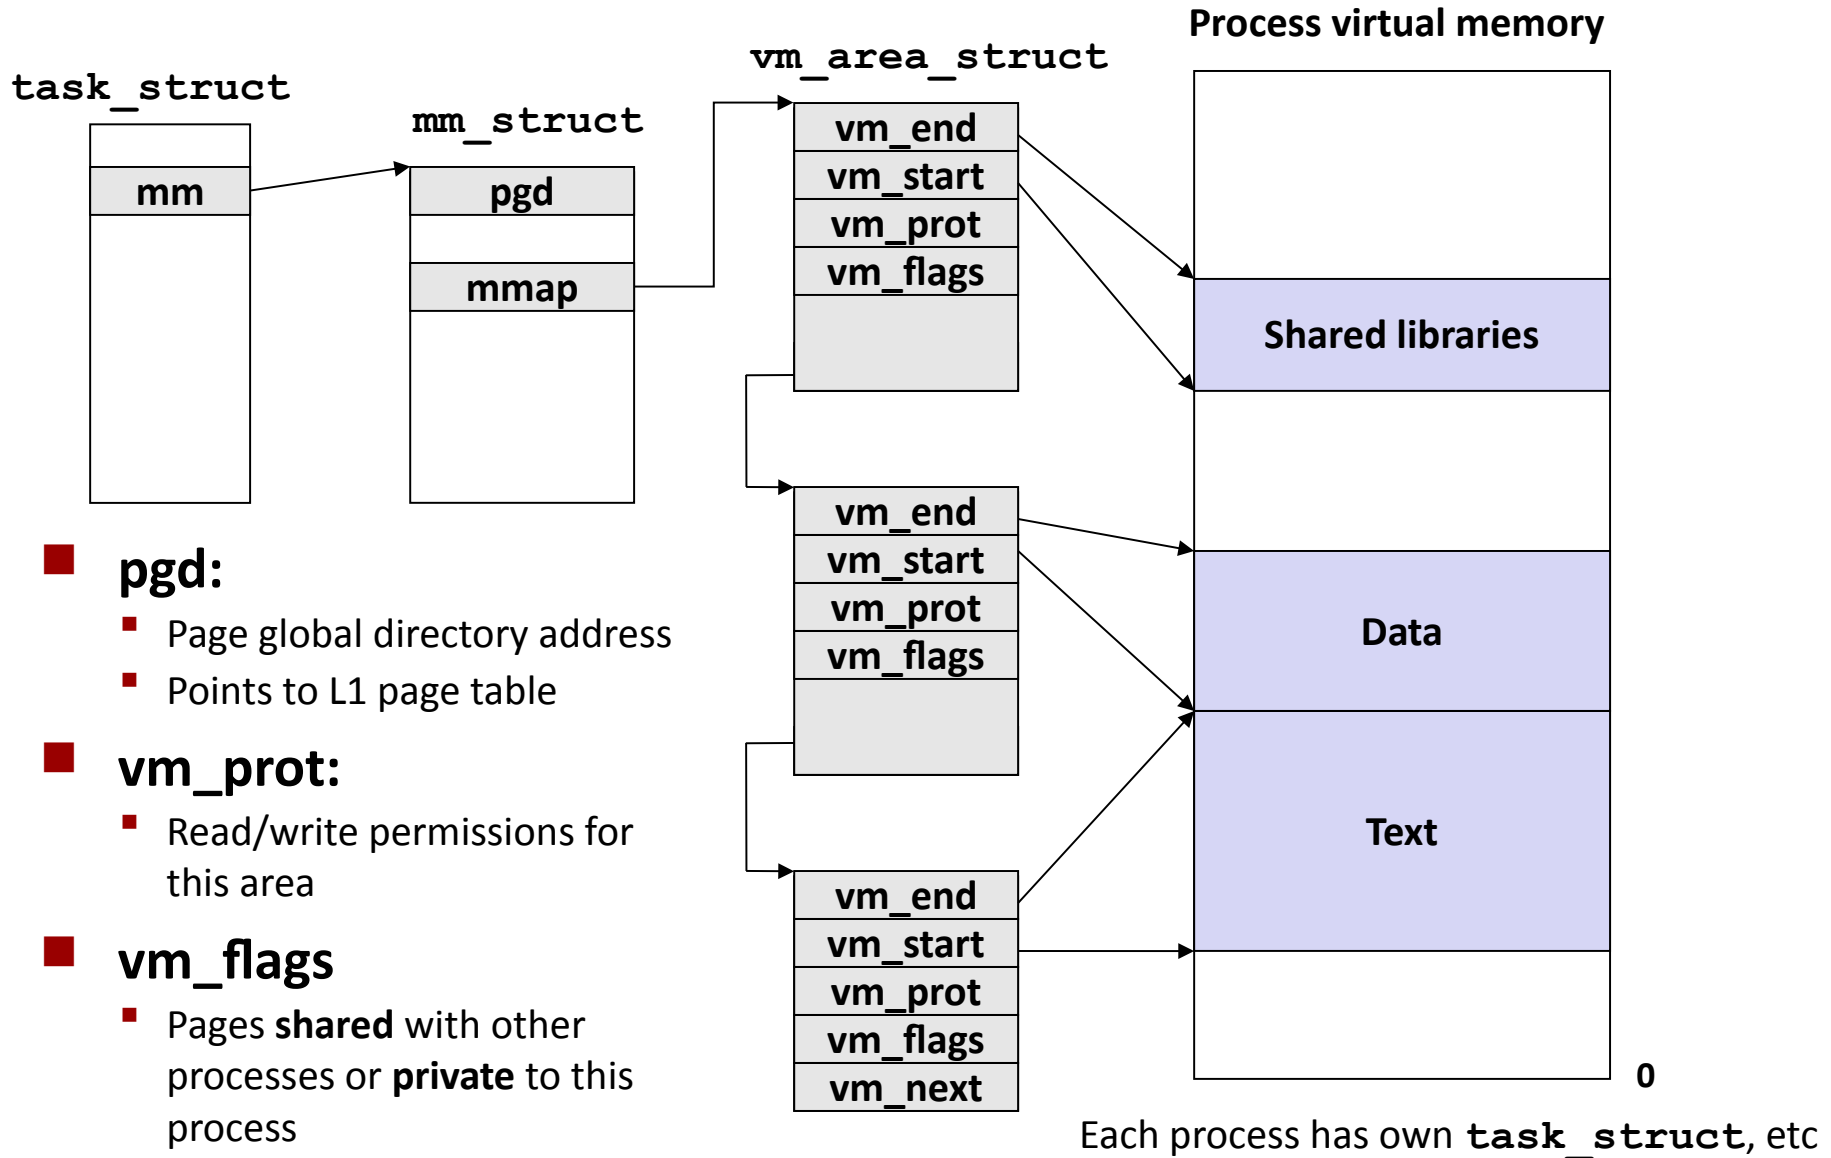 Process virtual memory
vm_area_struct
task_struct
mm_struct
mm
pgd
mmap
vm_end
vm_start
vm_prot
vm_flags
vm_end
vm_start
vm_prot
vm_flags
vm_end
vm_start
vm_prot
vm_flags
vm_next
Shared libraries
Data
Text
0
pgd:
Page global directory address
Points to L1 page table
vm_prot:
Read/write permissions for
this area
vm_flags
Pages shared with other
processes or private to this
process
Each process has own task_struct, etc